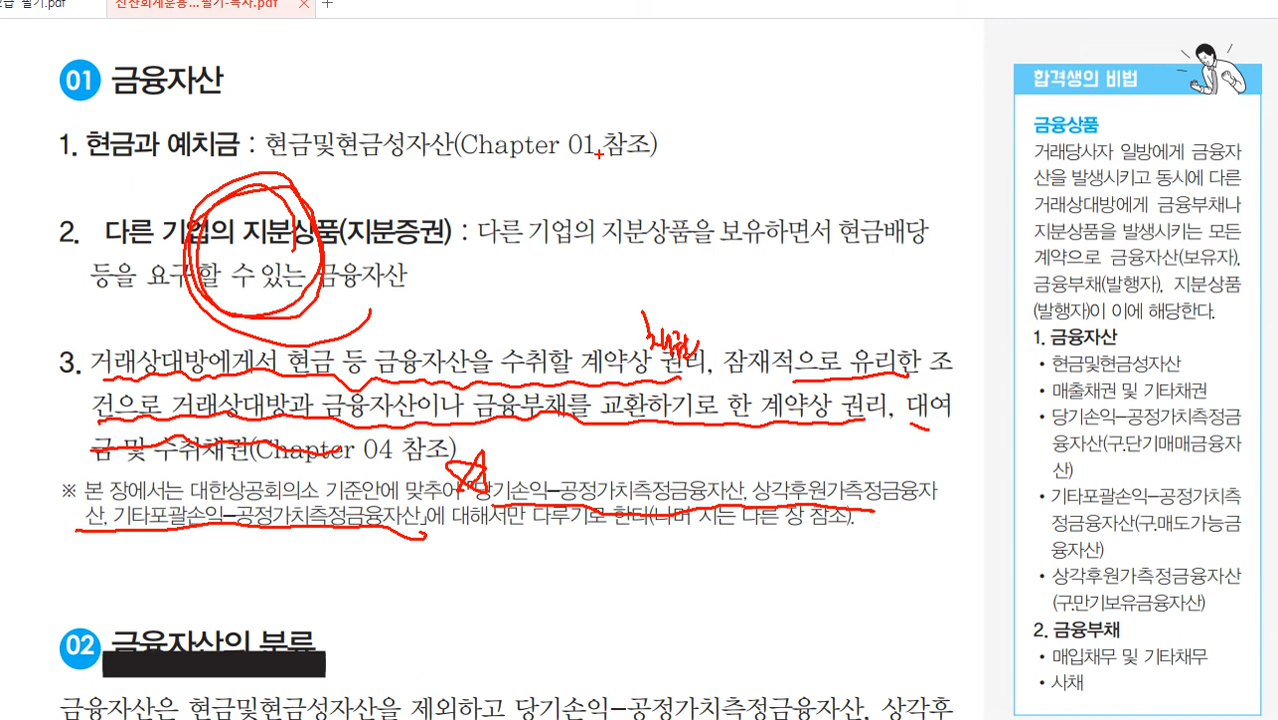 필기.pdf
전산회계운용...필기-복사.pdf
01 금융자산
1. 현금과 예치금 : 현금및현금성자산(Chapter 01 참조)
2. 다른 기업의 지분상품(지분증권) : 다른 기업의 지분상품을 보유하면서 현금배당
등을 요구할 수 있는 금융자산
채권
3. 거래상대방에게서 현금 등 금융자산을 수취할 계약상 권리, 잠재적으로 유리한 조
건으로 거래상대방과 금융자산이나 금융부채를 교환하기로 한 계약상 권리, 대여
금 및 수취채권(Chapter 04 참조)
※ 본 장에서는 대한상공회의소 기준안에 맞추어 「당기손익-공정가치측정금융자산, 상각후원가측정금융자
산, 기타포괄손익-공정가치측정금융자산」에 대해서만 다루기로 한다(나머 지는 다른 장 참조).
02 금융자산의 분류
금융자산은 현금및현금성자산을 제외하고 당기손익-공정가치측정금융자산, 상각후
합격생의 비법
금융상품
거래당사자 일방에게 금융자
산을 발생시키고 동시에 다른
거래상대방에게 금융부채나
지분상품을 발생시키는 모든
계약으로 금융자산(보유자),
금융부채(발행자), 지분상품
(발행자)이 이에 해당한다.
1. 금융자산
• 현금및현금성자산
• 매출채권 및 기타채권
• 당기손익-공정가치측정금
융자산(구.단기매매금융자
산)
• 기타포괄손익-공정가치측
정금융자산(구.매도가능금
융자산)
• 상각후원가측정금융자산
(구.만기보유금융자산)
2. 금융부채
• 매입채무 및 기타채무
• 사채